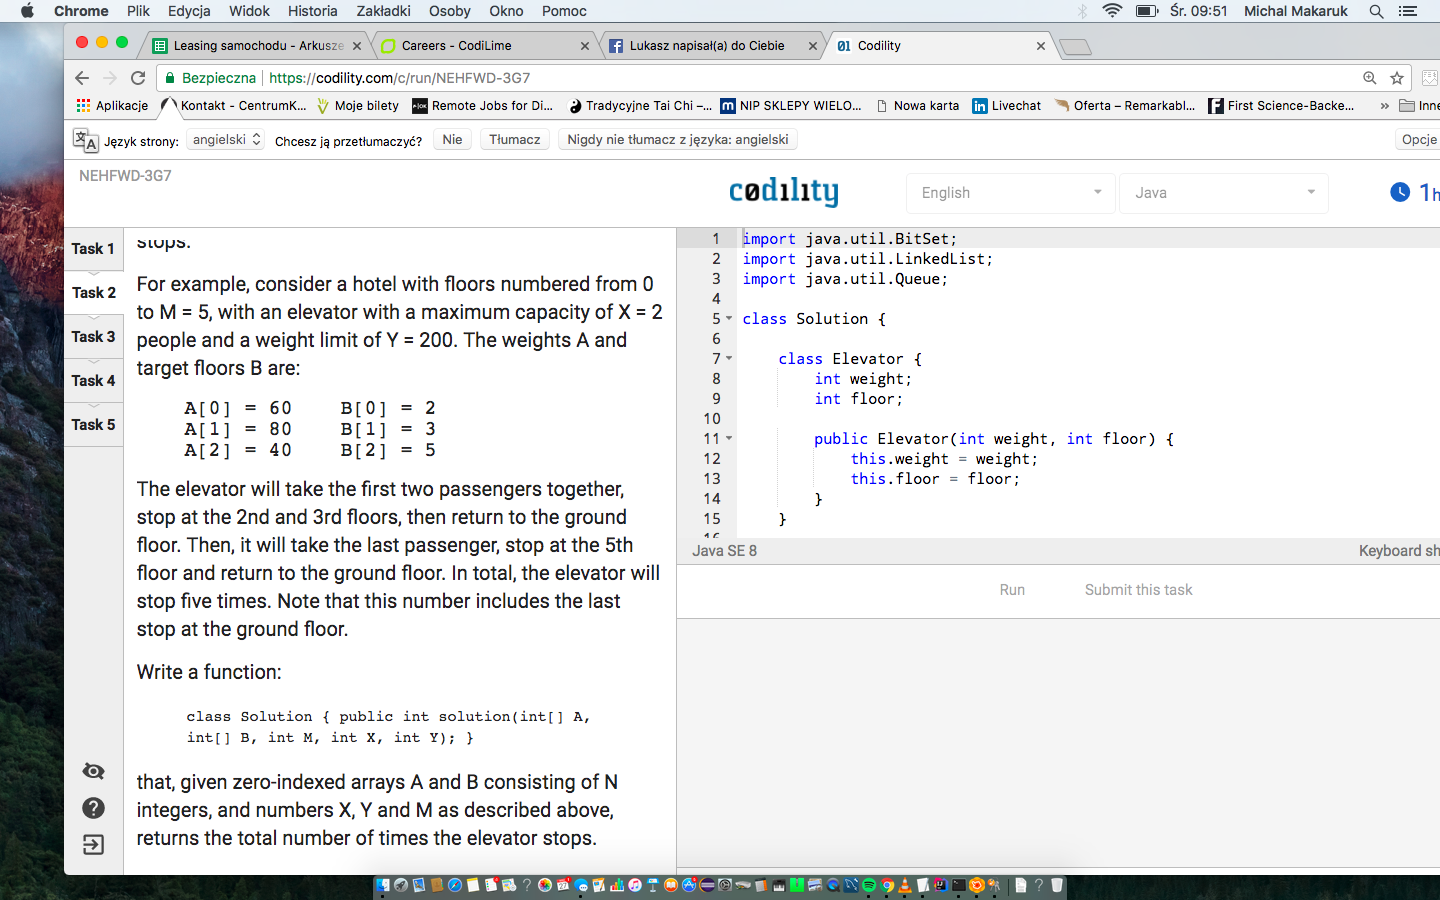 Chrome Plik Edycja Widok Historia Zakładki Osoby Okno Pomoc Śr. 09:51 Michal Makaruk
Leasing samochodu - Arkusze Careers - CodiLime Lukasz napisał(a) do Ciebie Codility
Bezpieczna https://codility.com/c/run/NEHFWD-3G7
Aplikacje Kontakt - CentrumK... Moje bilety Remote Jobs for Di... Tradycyjne Tai Chi –... NIP SKLEPY WIELO... Nowa karta Livechat Oferta – Remarkabl... First Science-Backe... » Inne
Język strony: angielski Chcesz ją przetłumaczyć? Nie Tłumacz Nigdy nie tłumacz z języka: angielski Opcje
NEHFWD-3G7
codility English Java 1h
Task 1
Task 2
Task 3
Task 4
Task 5
stops.
For example, consider a hotel with floors numbered from 0
to M = 5, with an elevator with a maximum capacity of X = 2
people and a weight limit of Y = 200. The weights A and
target floors B are:
A[0] = 60 B[0] = 2
A[1] = 80 B[1] = 3
A[2] = 40 B[2] = 5
The elevator will take the first two passengers together,
stop at the 2nd and 3rd floors, then return to the ground
floor. Then, it will take the last passenger, stop at the 5th
floor and return to the ground floor. In total, the elevator will
stop five times. Note that this number includes the last
stop at the ground floor.
Write a function:
class Solution { public int solution(int[] A,
int[] B, int M, int X, int Y); }
that, given zero-indexed arrays A and B consisting of N
integers, and numbers X, Y and M as described above,
returns the total number of times the elevator stops.
1 import java.util.BitSet;
2 import java.util.LinkedList;
3 import java.util.Queue;
4
5 class Solution {
6
7 class Elevator {
8 int weight;
9 int floor;
10
11 public Elevator(int weight, int floor) {
12 this.weight = weight;
13 this.floor = floor;
14 }
15 }
16
Java SE 8 Keyboard sh
Run Submit this task